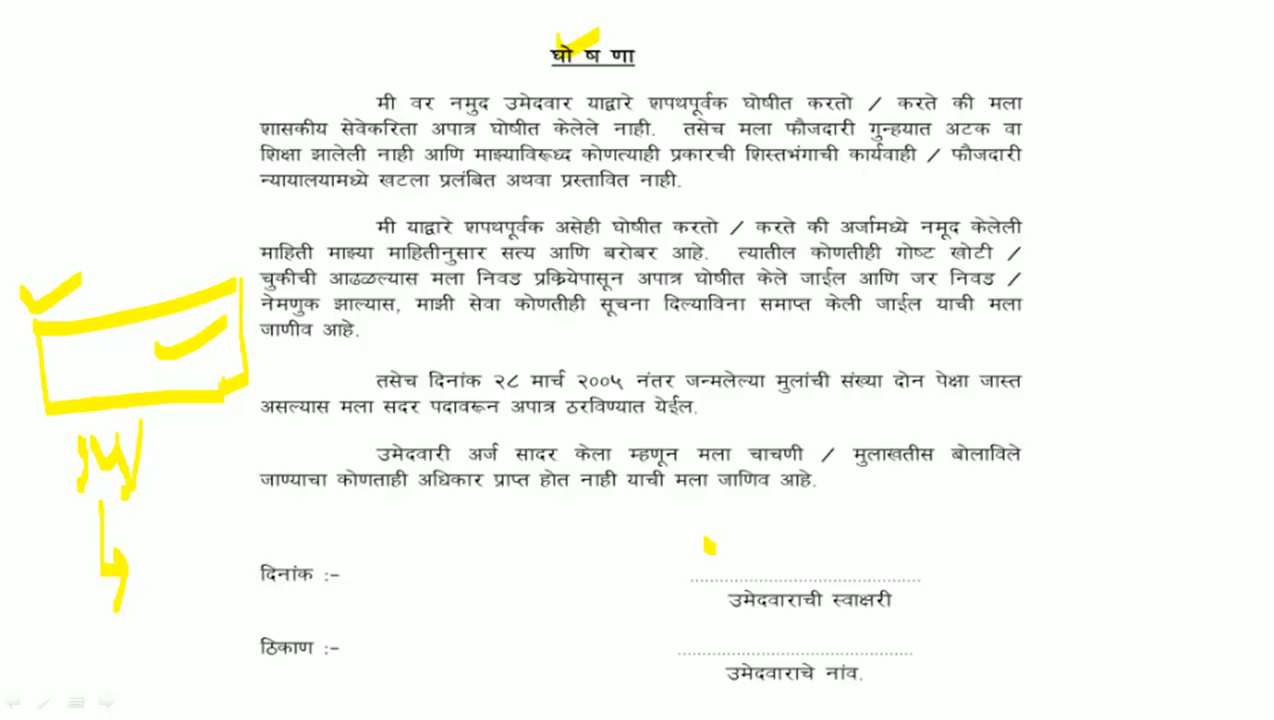 घो ष णा
मी वर नमुद उमेदवार याद्वारे शपथपूर्वक घोषीत करतो / करते की मला
शासकीय सेवेकरिता अपात्र घोषीत केलेले नाही. तसेच मला फौजदारी गुन्हयात अटक वा
शिक्षा झालेली नाही आणि माझ्याविरूध्द कोणत्याही प्रकारची शिस्तभंगाची कार्यवाही / फौजदारी
न्यायालयामध्ये खटला प्रलंबित अथवा प्रस्तावित नाही.
मी याद्वारे शपथपूर्वक असेही घोषीत करतो / करते की अर्जामध्ये नमूद केलेली
माहिती माझ्या माहितीनुसार सत्य आणि बरोबर आहे. त्यातील कोणतीही गोष्ट खोटी /
चुकीची आढळल्यास मला निवड प्रक्रियेपासून अपात्र घोषीत केले जाईल आणि जर निवड /
नेमणुक झाल्यास, माझी सेवा कोणतीही सूचना दिल्याविना समाप्त केली जाईल याची मला
जाणीव आहे.
तसेच दिनांक २८ मार्च २००५ नंतर जन्मलेल्या मुलांची संख्या दोन पेक्षा जास्त
असल्यास मला सदर पदावरून अपात्र ठरविण्यात येईल.
उमेदवारी अर्ज सादर केला म्हणून मला चाचणी / मुलाखतीस बोलाविले
जाण्याचा कोणताही अधिकार प्राप्त होत नाही याची मला जाणिव आहे.
दिनांक :-
उमेदवाराची स्वाक्षरी
ठिकाण :-
उमेदवाराचे नांव.